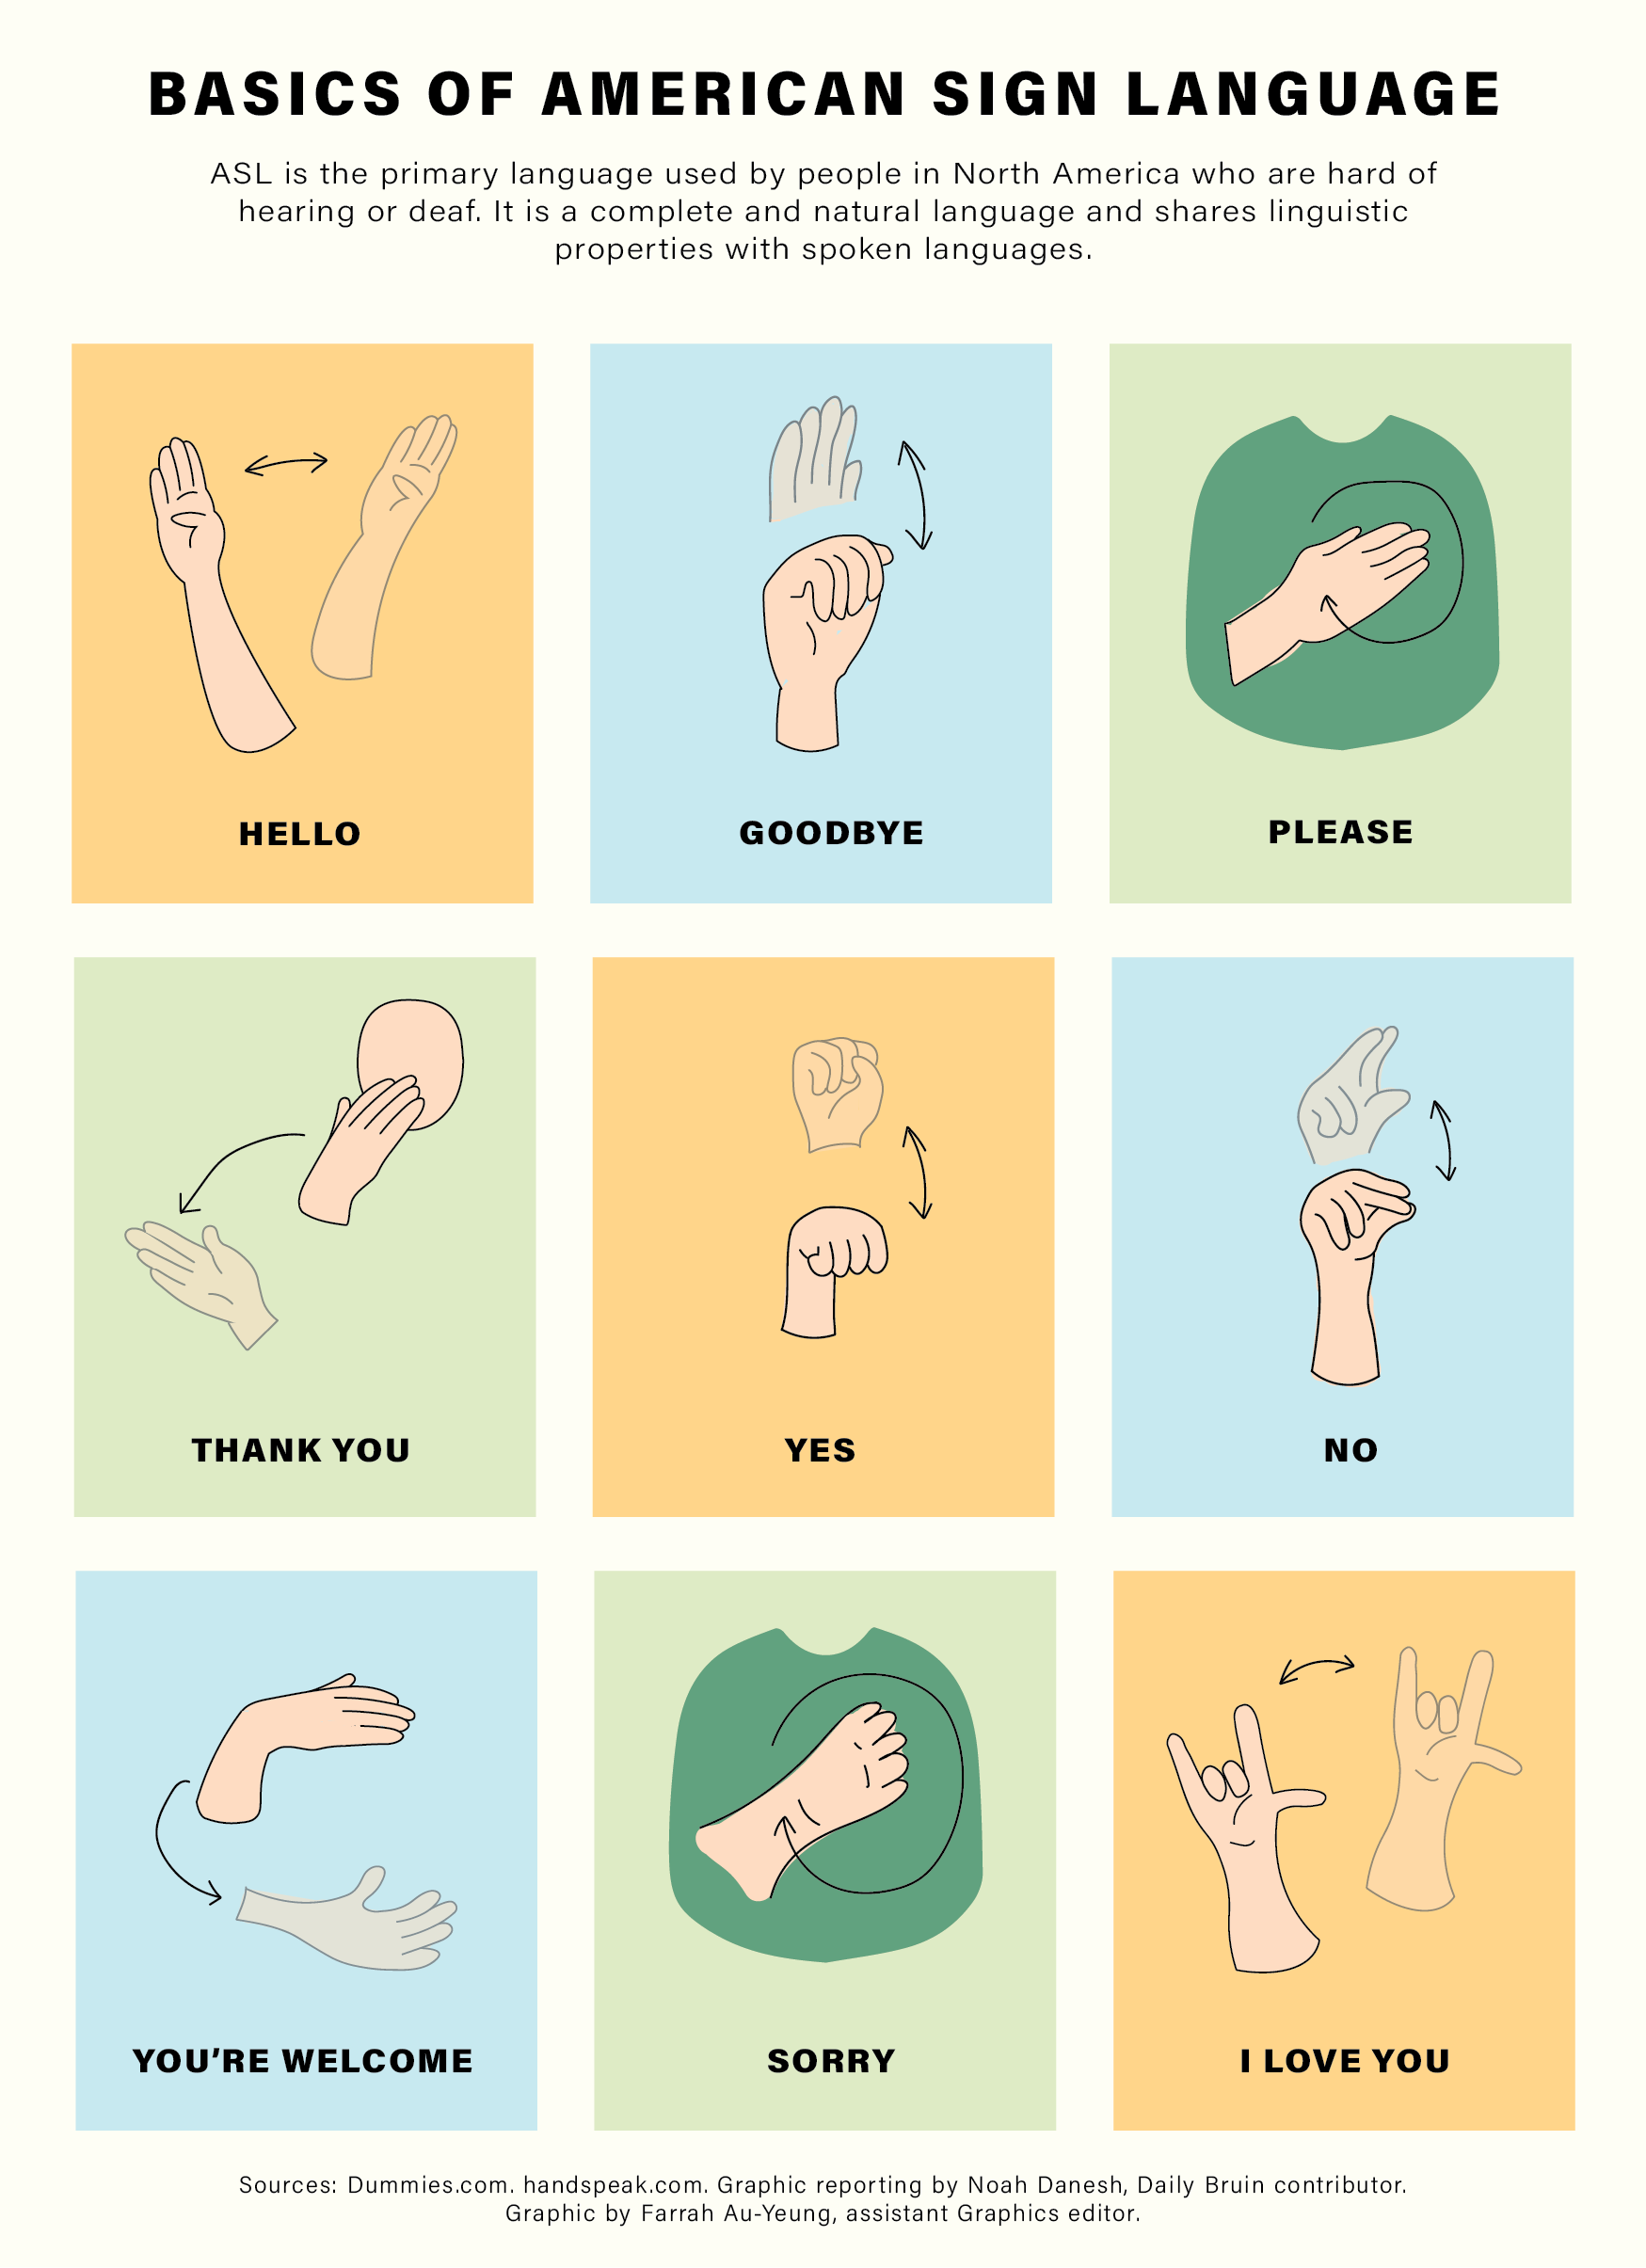 BASICS OF AMERICAN SIGN LANGUAGE
ASL is the primary language used by people in North America who are hard of
hearing or deaf. It is a complete and natural language and shares linguistic
properties with spoken languages.
HELLO
GOODBYE
PLEASE
THANK YOU
YES
NO
YOU’RE WELCOME
SORRY
I LOVE YOU
Sources: Dummies.com. handspeak.com. Graphic reporting by Noah Danesh, Daily Bruin contributor.
Graphic by Farrah Au-Yeung, assistant Graphics editor.